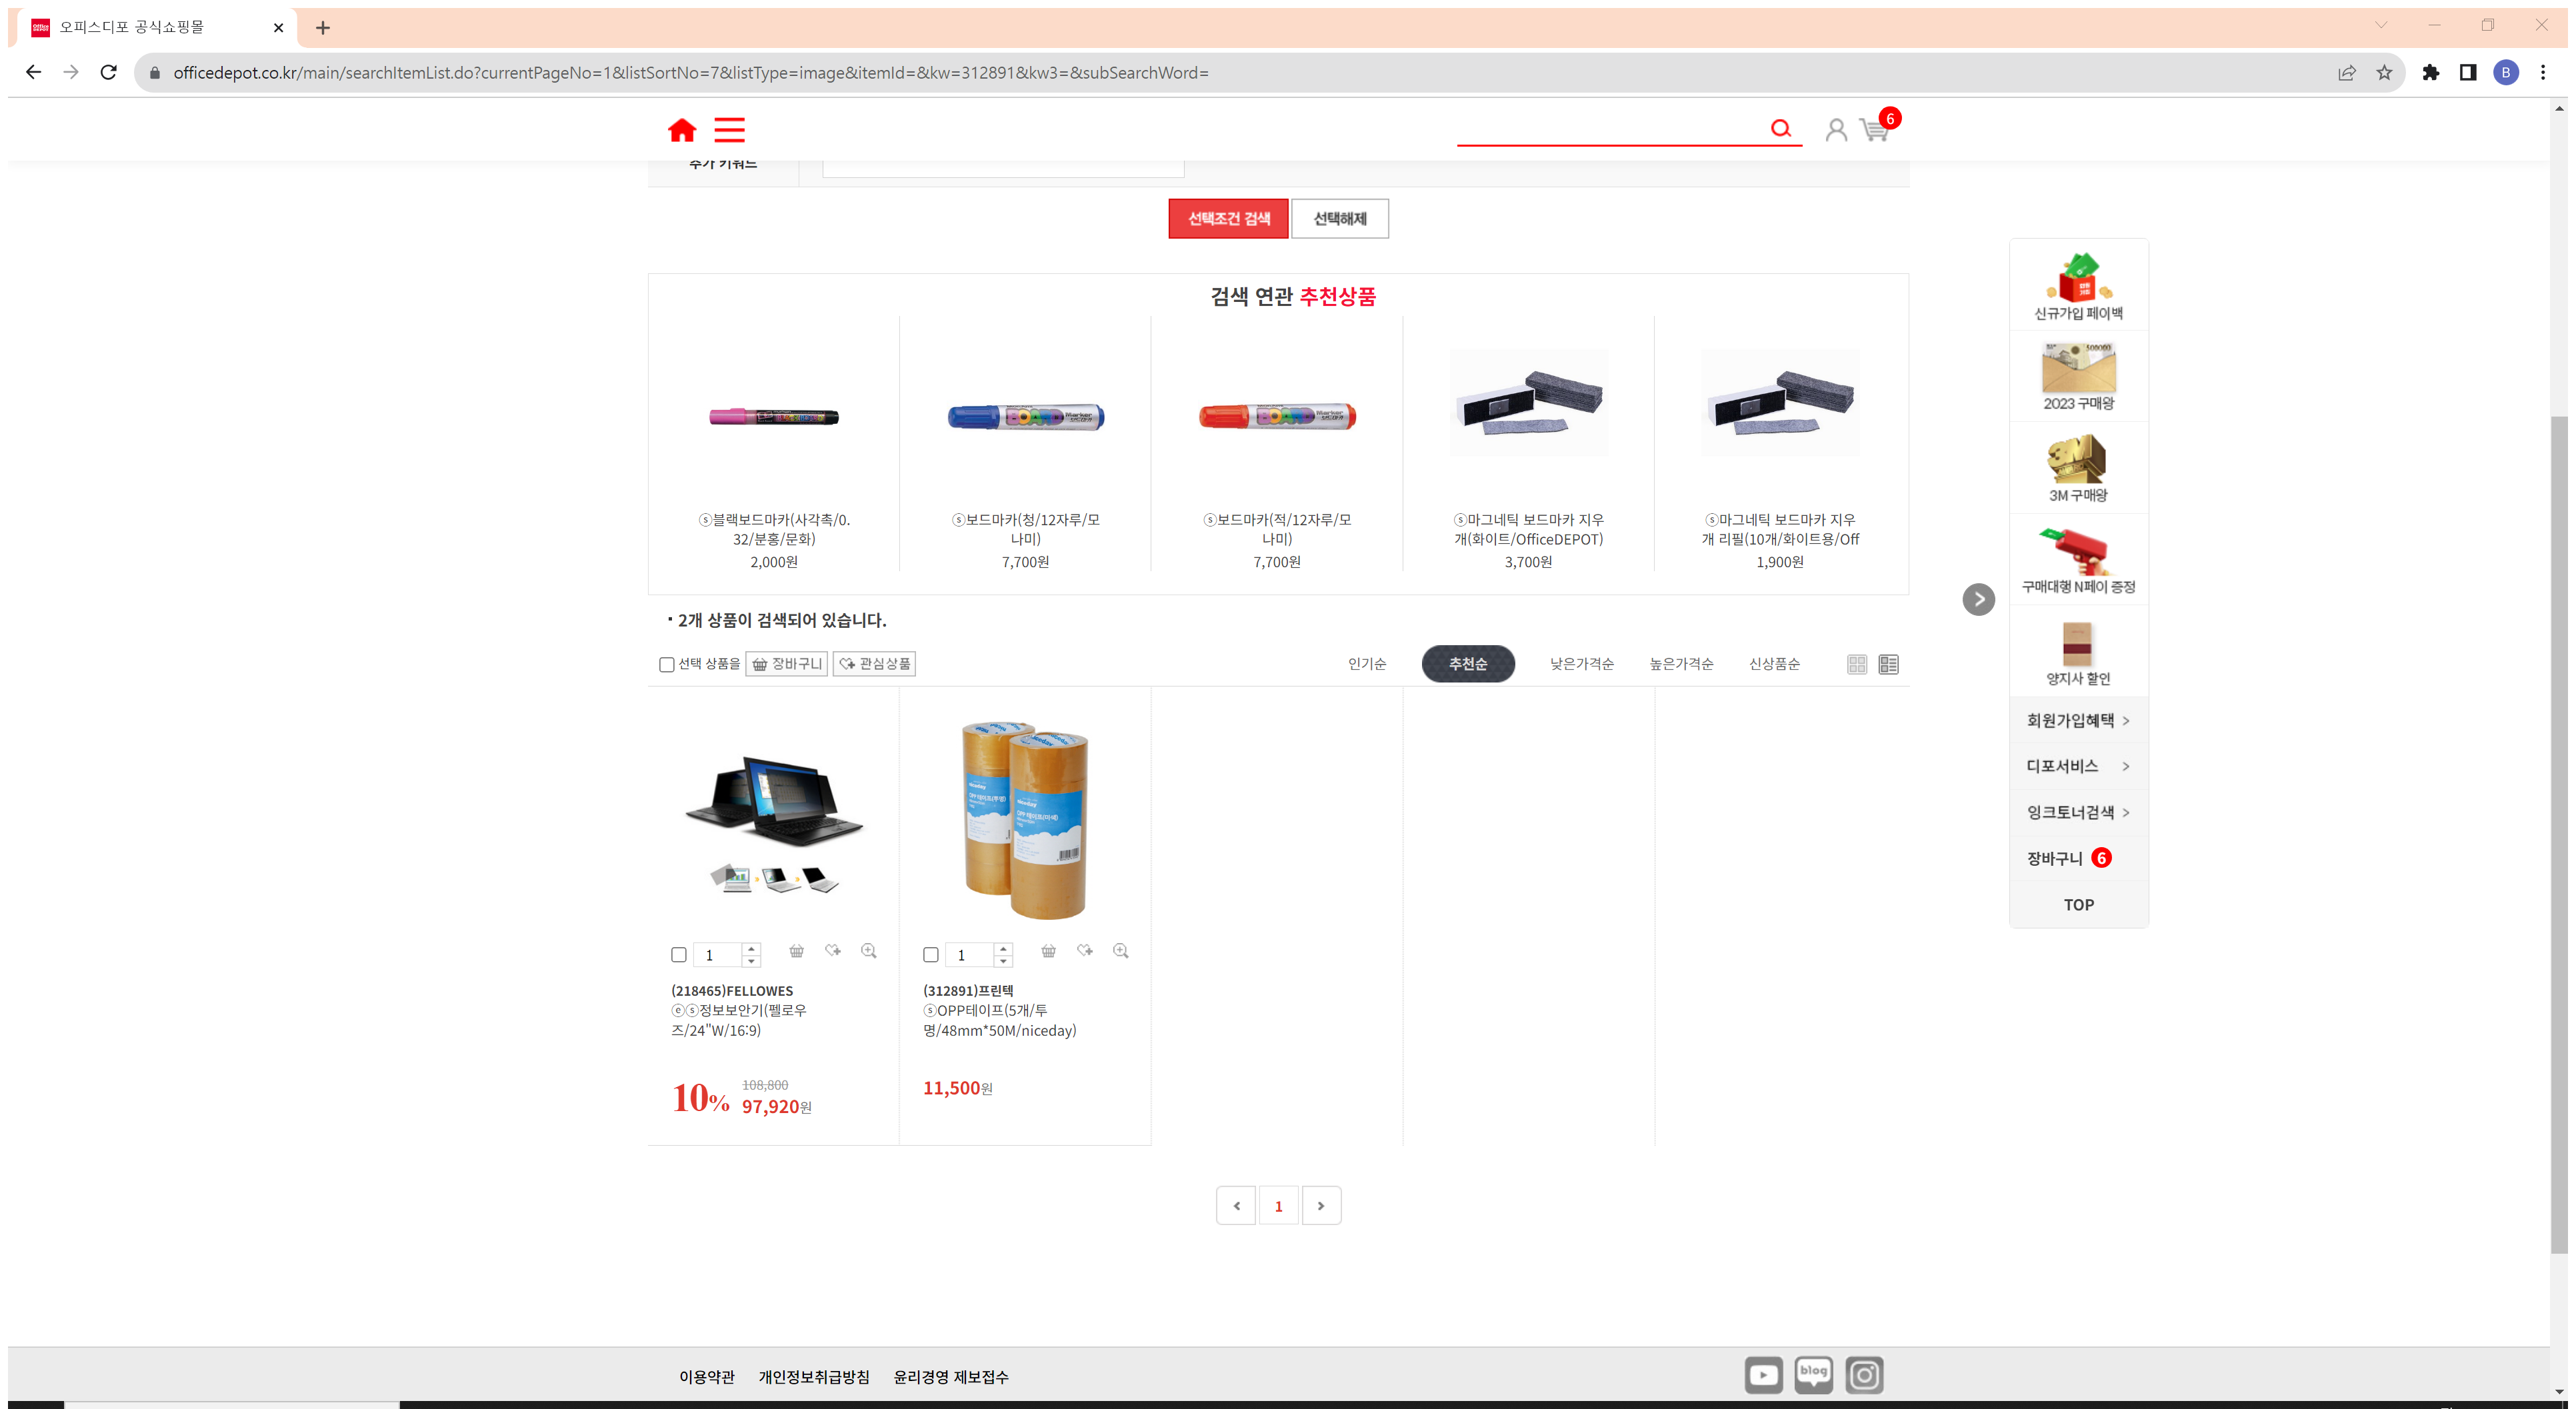 오피스디포 공식쇼핑몰
officedepot.co.kr/main/searchItemList.do?currentPageNo=1&listSortNo=7&listType=image&itemId=&kw=312891&kw3=&subSearchWord=
B
6
추가 키워드
선택조건 검색 선택해제
검색 연관 추천상품
ⓢ블랙보드마카(사각촉/0.
32/분홍/문화)
2,000원
ⓢ보드마카(청/12자루/모
나미)
7,700원
ⓢ보드마카(적/12자루/모
나미)
7,700원
ⓢ마그네틱 보드마카 지우
개(화이트/OfficeDEPOT)
3,700원
ⓢ마그네틱 보드마카 지우
개 리필(10개/화이트용/Off
1,900원
2개 상품이 검색되어 있습니다.
선택 상품을 장바구니 관심상품
인기순 추천순 낮은가격순 높은가격순 신상품순
1
(218465)FELLOWES
ⓔⓢ정보보안기(펠로우
즈/24"W/16:9)
10% 108,800
97,920원
1
(312891)프린텍
ⓢOPP테이프(5개/투
명/48mm*50M/niceday)
11,500원
1
신규가입 페이백
2023 구매왕
3M
3M 구매왕
구매대행 N페이 증정
양지사 할인
회원가입혜택 >
디포서비스 >
잉크토너검색 >
장바구니 6
TOP
이용약관 개인정보취급방침 윤리경영 제보접수
blog